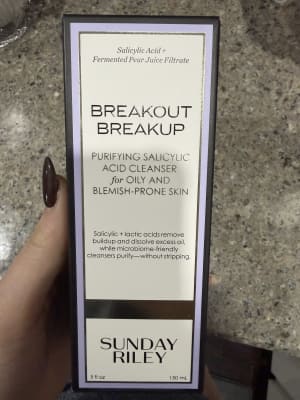 Salicylic Acid +
Fermented Pear Juice Filtrate
BREAKOUT
BREAKUP
PURIFYING SALICYLIC
ACID CLEANSER
for OILY AND
BLEMISH-PRONE SKIN
Salicylic + lactic acids remove
buildup and dissolve excess oil,
while microbiome-friendly
cleansers purify—without stripping.
SUNDAY
RILEY
5 fl oz 150 mL